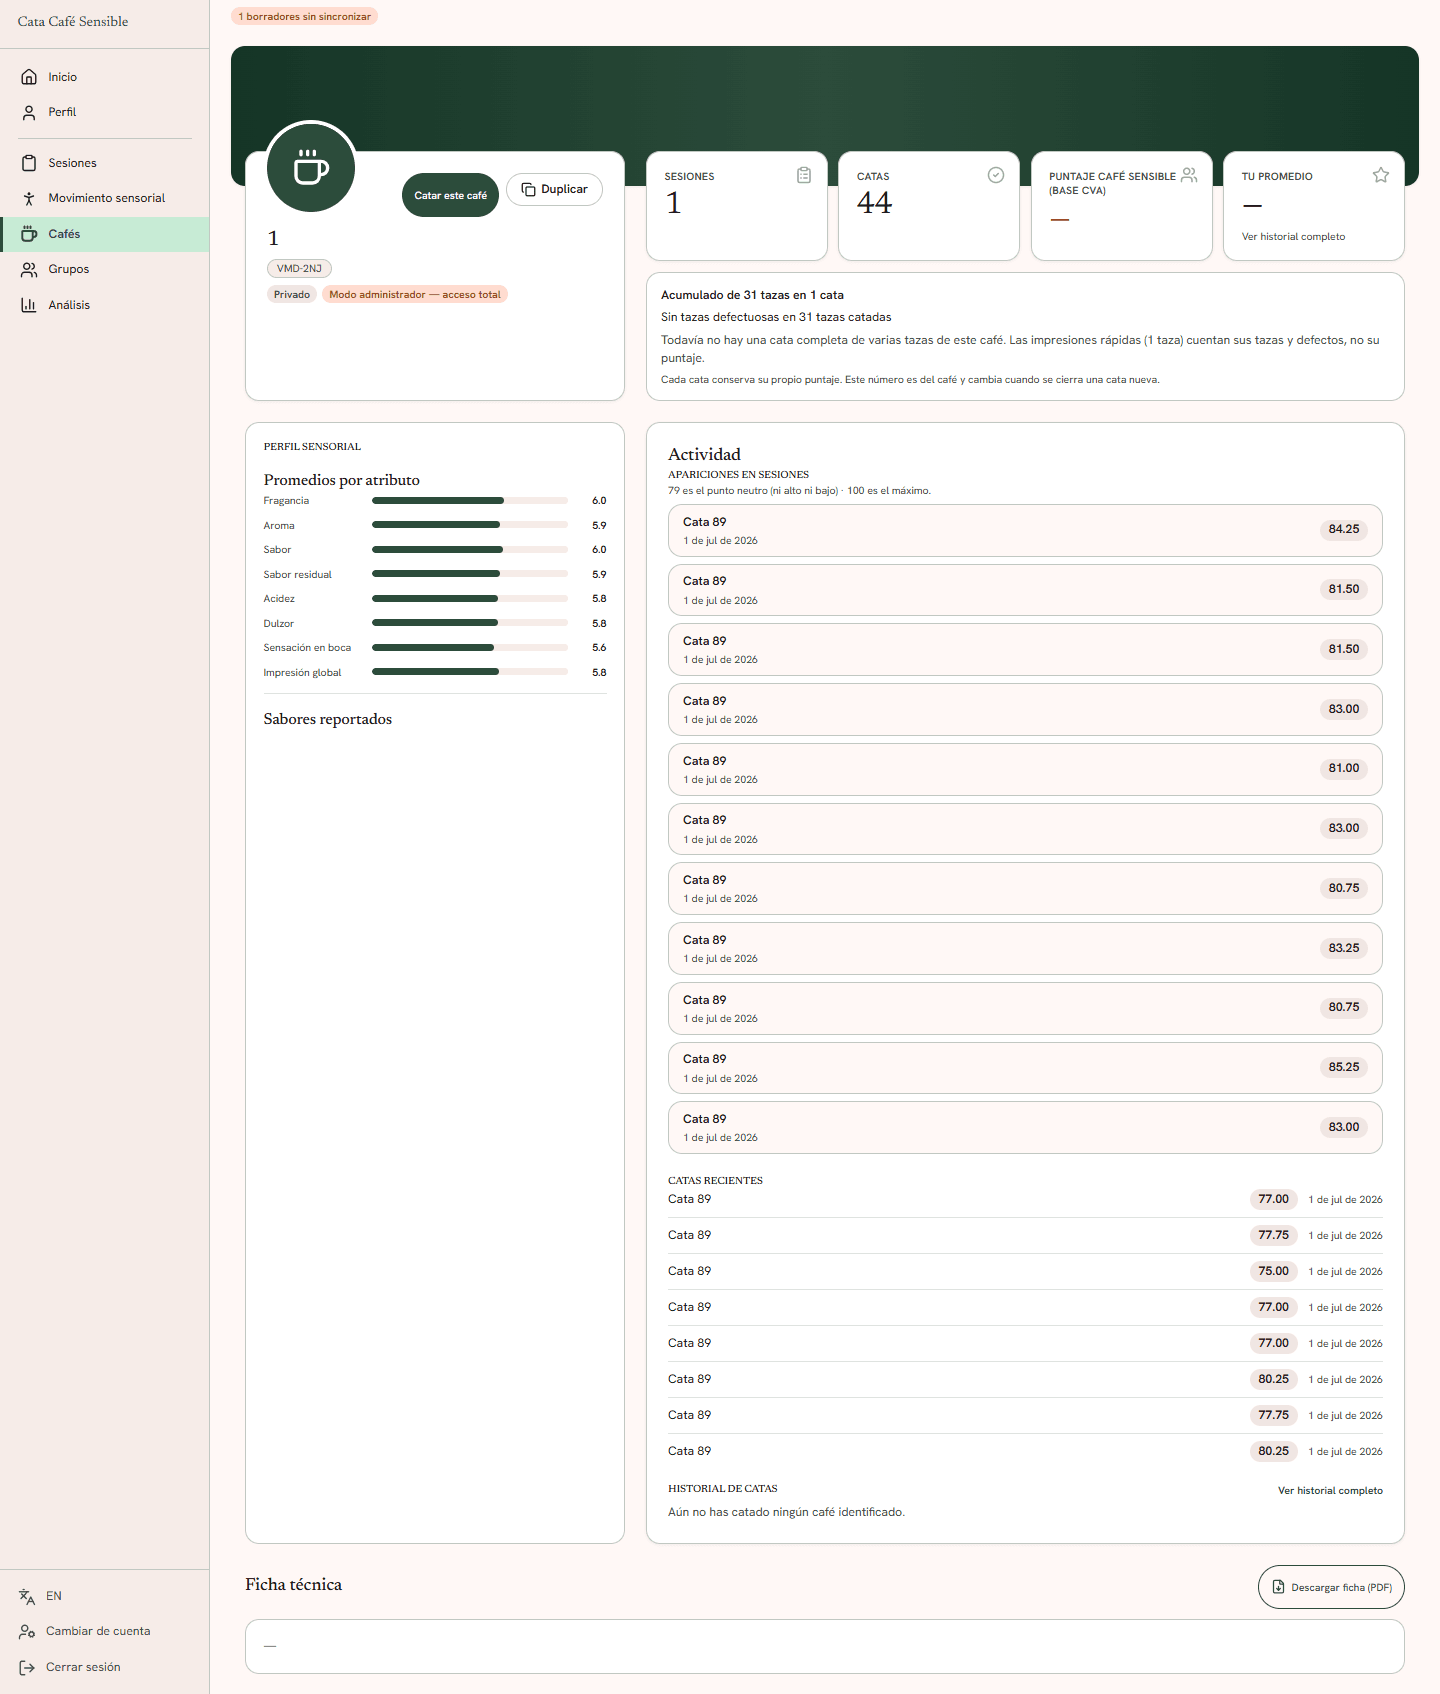 Cata Café Sensible
Inicio
Perfil
Sesiones
Movimiento sensorial
Cafés
Grupos
Análisis
EN
Cambiar de cuenta
Cerrar sesión
1 borradores sin sincronizar
Catar este café
Duplicar
1
VMD-2NJ
Privado
Modo administrador — acceso total
SESIONES
1
CATAS
44
PUNTAJE CAFÉ SENSIBLE
(BASE CVA)
—
TU PROMEDIO
—
Ver historial completo
Acumulado de 31 tazas en 1 cata
Sin tazas defectuosas en 31 tazas catadas
Todavía no hay una cata completa de varias tazas de este café. Las impresiones rápidas (1 taza) cuentan sus tazas y defectos, no su
puntaje.
Cada cata conserva su propio puntaje. Este número es del café y cambia cuando se cierra una cata nueva.
PERFIL SENSORIAL
Promedios por atributo
Fragancia 6.0
Aroma 5.9
Sabor 6.0
Sabor residual 5.9
Acidez 5.8
Dulzor 5.8
Sensación en boca 5.6
Impresión global 5.8
Sabores reportados
Actividad
APARICIONES EN SESIONES
79 es el punto neutro (ni alto ni bajo) · 100 es el máximo.
Cata 89
1 de jul de 2026
84.25
Cata 89
1 de jul de 2026
81.50
Cata 89
1 de jul de 2026
81.50
Cata 89
1 de jul de 2026
83.00
Cata 89
1 de jul de 2026
81.00
Cata 89
1 de jul de 2026
83.00
Cata 89
1 de jul de 2026
80.75
Cata 89
1 de jul de 2026
83.25
Cata 89
1 de jul de 2026
80.75
Cata 89
1 de jul de 2026
85.25
Cata 89
1 de jul de 2026
83.00
CATAS RECIENTES
Cata 89 77.00 1 de jul de 2026
Cata 89 77.75 1 de jul de 2026
Cata 89 75.00 1 de jul de 2026
Cata 89 77.00 1 de jul de 2026
Cata 89 77.00 1 de jul de 2026
Cata 89 80.25 1 de jul de 2026
Cata 89 77.75 1 de jul de 2026
Cata 89 80.25 1 de jul de 2026
HISTORIAL DE CATAS
Ver historial completo
Aún no has catado ningún café identificado.
Ficha técnica
Descargar ficha (PDF)
—